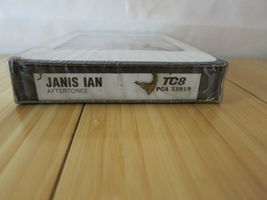 JANIS IAN
AFTERTONES
TC8
PCA 33919